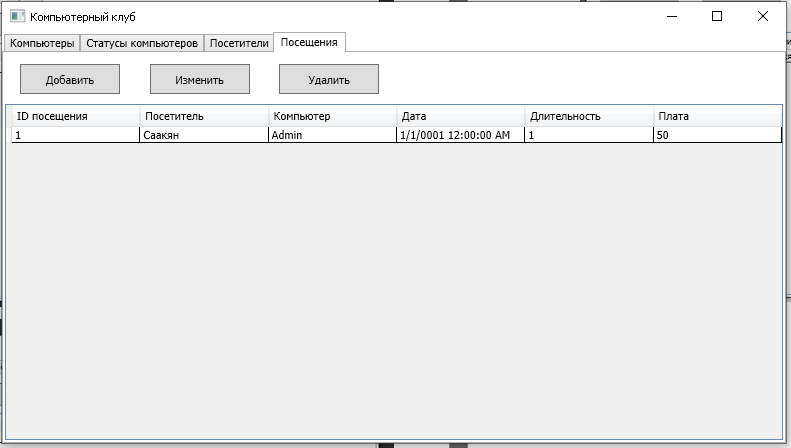 Компьютерный клуб
Компьютеры Статусы компьютеров Посетители Посещения
Добавить Изменить Удалить
ID посещения Посетитель Компьютер Дата Длительность Плата
1 Саакян Admin 1/1/0001 12:00:00 AM 1 50